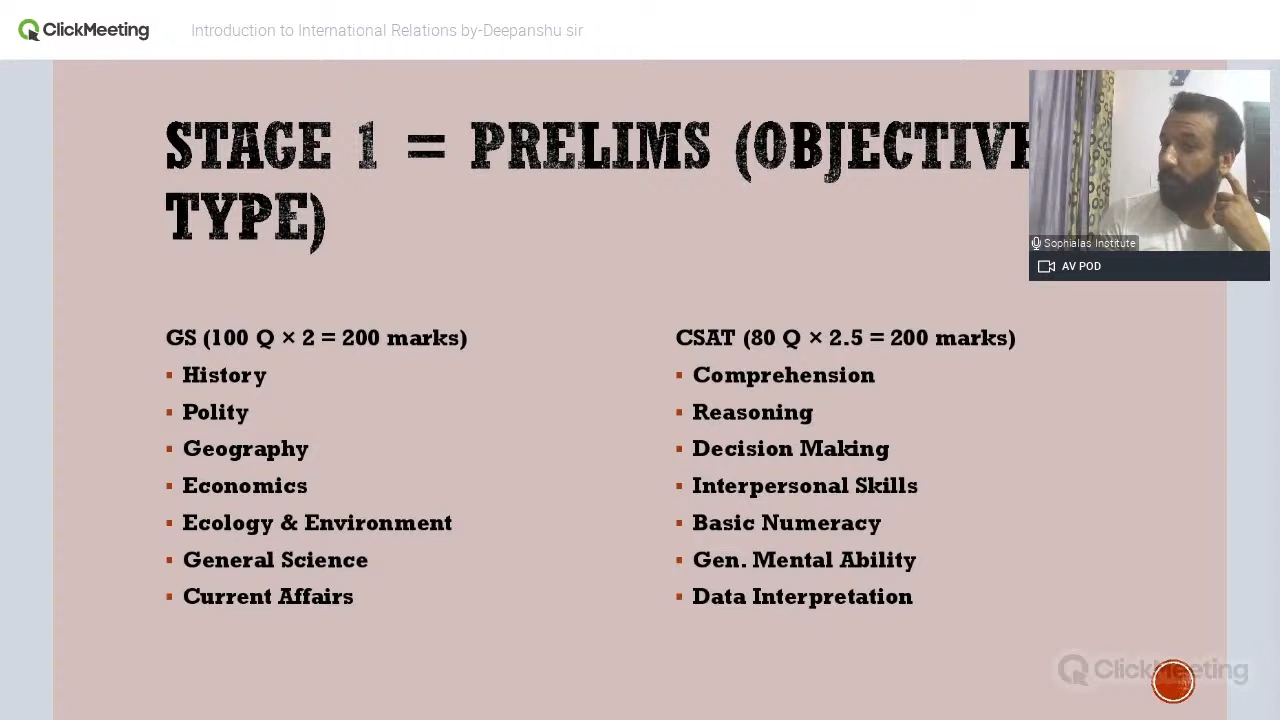 ClickMeeting
Introduction to International Relations by-Deepanshu sir
STAGE 1 = PRELIMS (OBJECTIVE
TYPE)
Sophialas Institute
AV POD
GS (100 Q × 2 = 200 marks)
History
Polity
Geography
Economics
Ecology & Environment
General Science
Current Affairs
CSAT (80 Q × 2.5 = 200 marks)
Comprehension
Reasoning
Decision Making
Interpersonal Skills
Basic Numeracy
Gen. Mental Ability
Data Interpretation
ClickMeeting